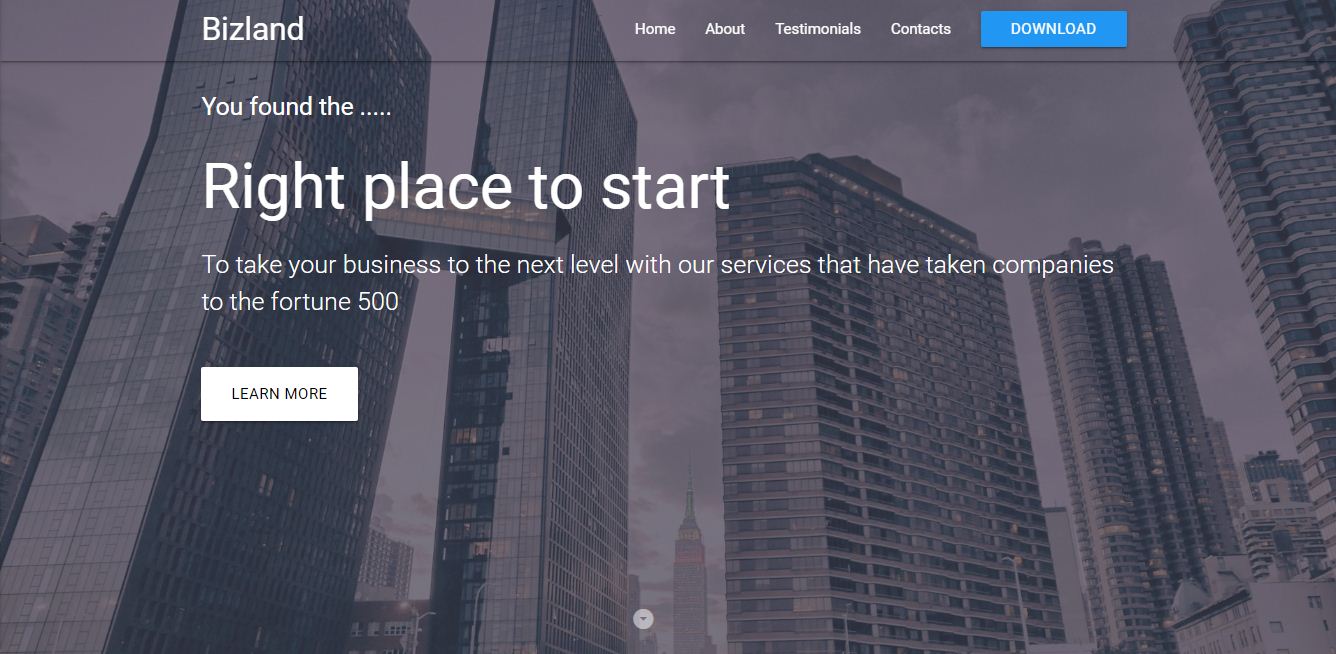 Bizland
Home About Testimonials Contacts DOWNLOAD
You found the .....
Right place to start
To take your business to the next level with our services that have taken companies
to the fortune 500
LEARN MORE